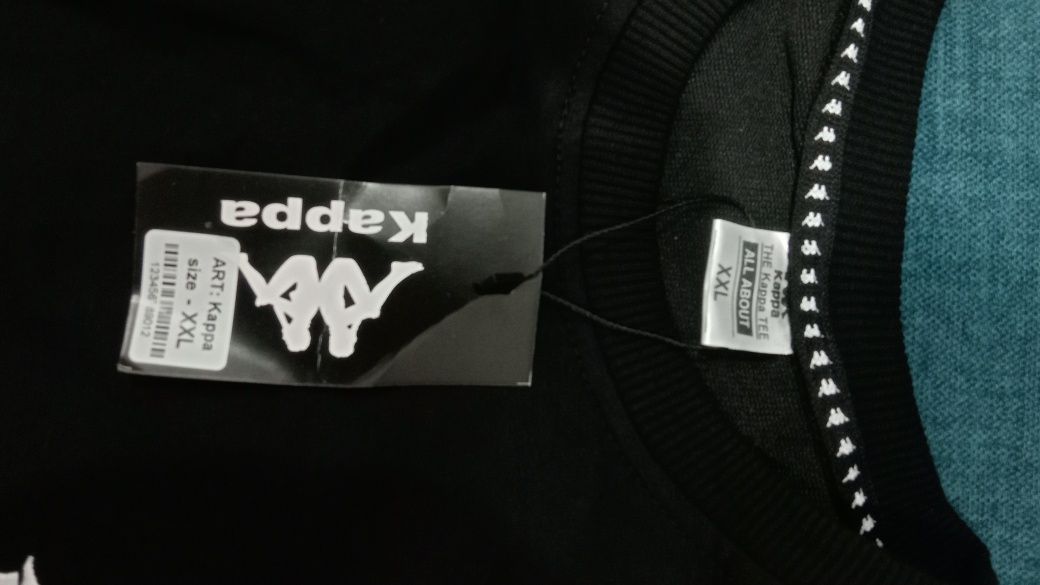 Kappa
ART: Kappa
size - XXL
Kappa
THE Kappa TEE
ALL ABOUT
XXL